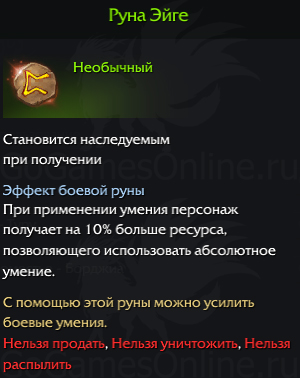 Руна Эйге
Необычный
Становится наследуемым
при получении
Эффект боевой руны
При применении умения персонаж
получает на 10% больше ресурса,
позволяющего использовать абсолютное
умение.
С помощью этой руны можно усилить
боевые умения.
Нельзя продать, Нельзя уничтожить, Нельзя
распылить